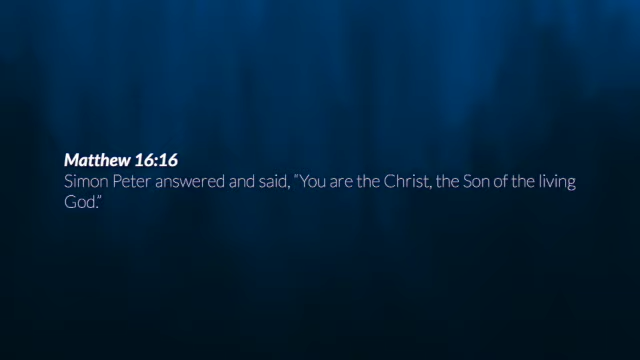 Matthew 16:16
Simon Peter answered and said, “You are the Christ, the Son of the living
God.”